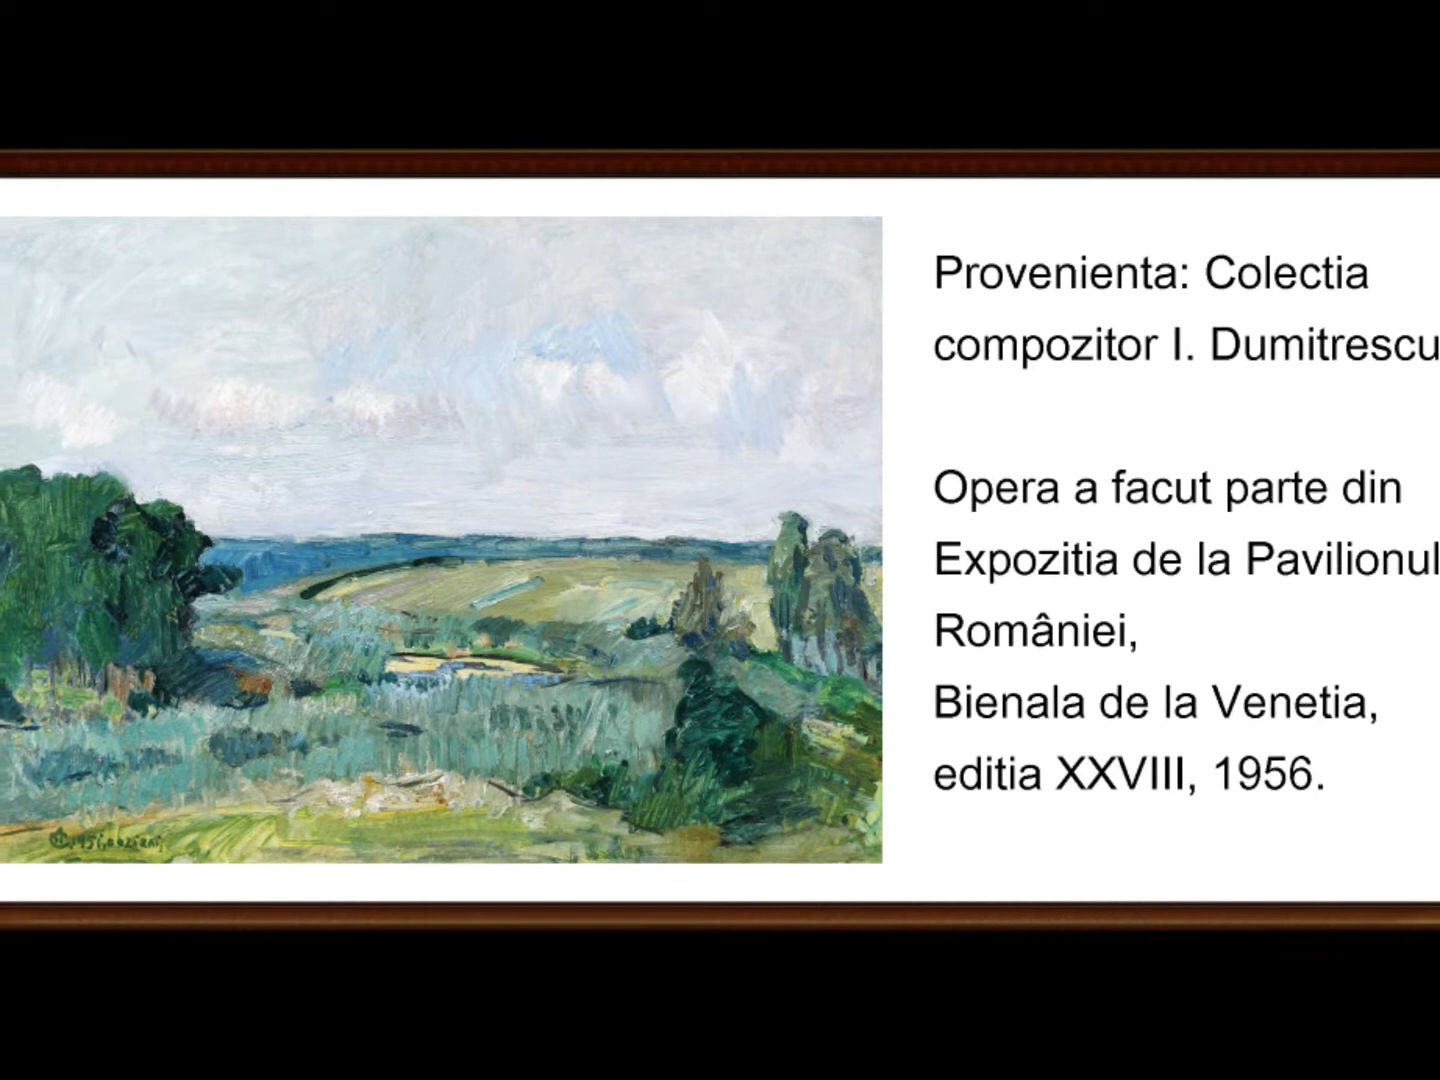 Provenienta: Colectia
compozitor I. Dumitrescu
Opera a facut parte din
Expozitia de la Pavilionul
României,
Bienala de la Venetia,
editia XXVIII, 1956.